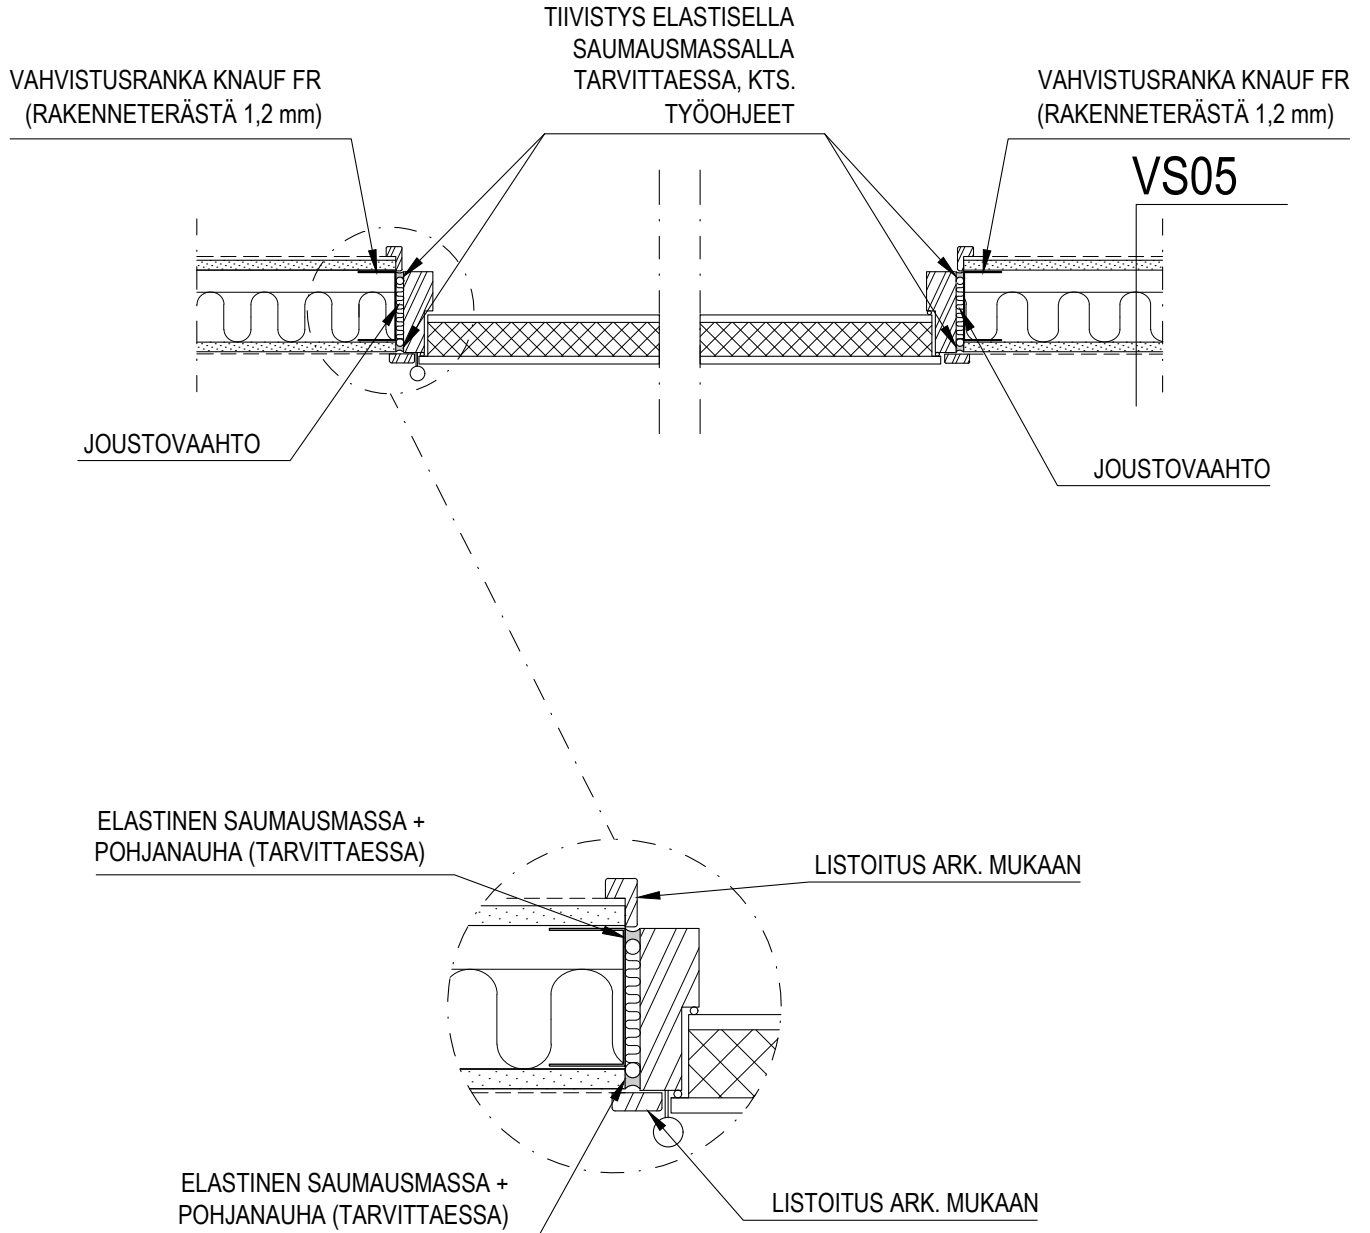 TIIVISTYS ELASTISELLA
SAUMAUSMASSALLA
TARVITTAESSA, KTS.
TYÖOHJEET
VAHVISTUSRANKA KNAUF FR
(RAKENNETERÄSTÄ 1,2 mm)
VAHVISTUSRANKA KNAUF FR
(RAKENNETERÄSTÄ 1,2 mm)
VS05
JOUSTOVAAHTO
JOUSTOVAAHTO
ELASTINEN SAUMAUSMASSA +
POHJANAUHA (TARVITTAESSA)
LISTOITUS ARK. MUKAAN
ELASTINEN SAUMAUSMASSA +
POHJANAUHA (TARVITTAESSA)
LISTOITUS ARK. MUKAAN